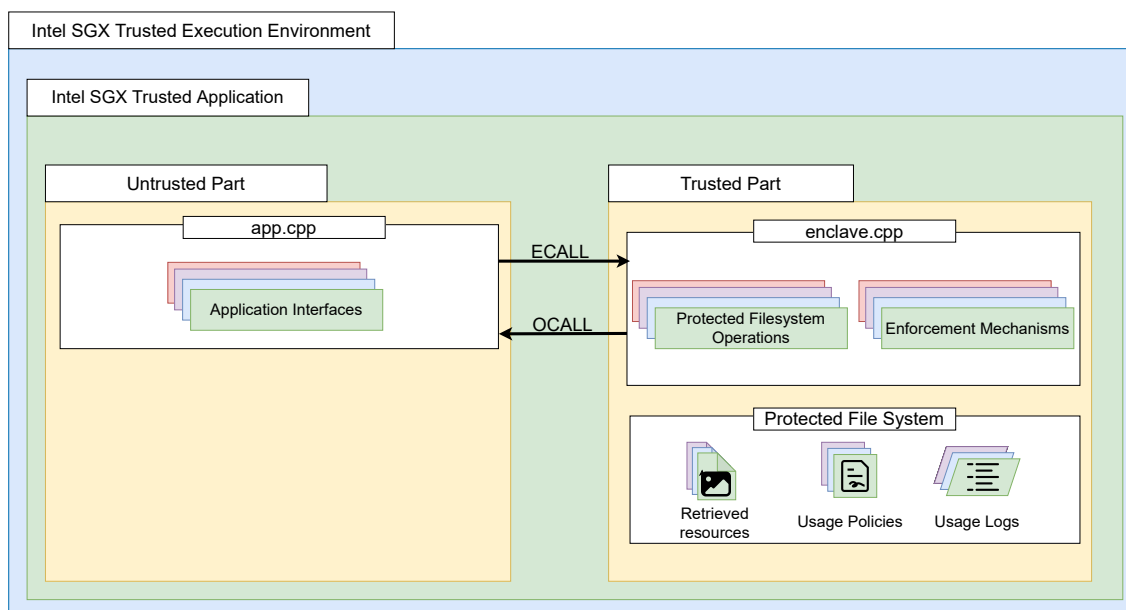 Intel SGX Trusted Execution Environment
Intel SGX Trusted Application
Untrusted Part
Trusted Part
app.cpp
enclave.cpp
ECALL
Application Interfaces
OCALL
Protected Filesystem
Operations
Enforcement Mechanisms
Protected File System
Retrieved
resources
Usage Policies
Usage Logs